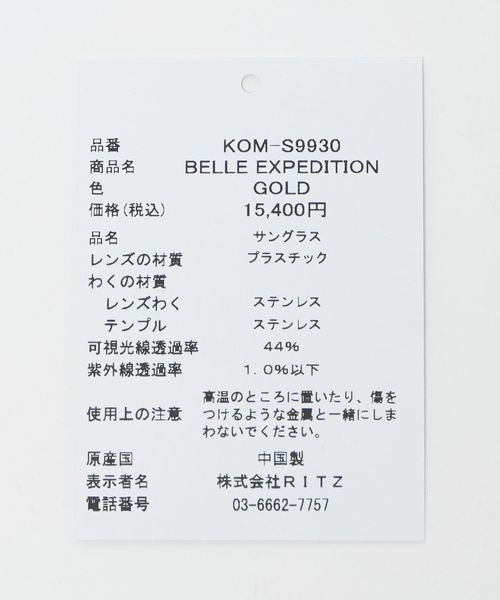 品番 KOM-S9930
商品名 BELLE EXPEDITION
色 GOLD
価格(税込) 15,400円
品名 サングラス
レンズの材質 プラスチック
わくの材質
レンズわく ステンレス
テンプル ステンレス
可視光線透過率 44%
紫外線透過率 1.0%以下
高温のところに置いたり、傷を
使用上の注意 つけるような金属と一緒にしま
わないでください。
原産国 中国製
表示者名 株式会社RITZ
電話番号 03-6662-7757